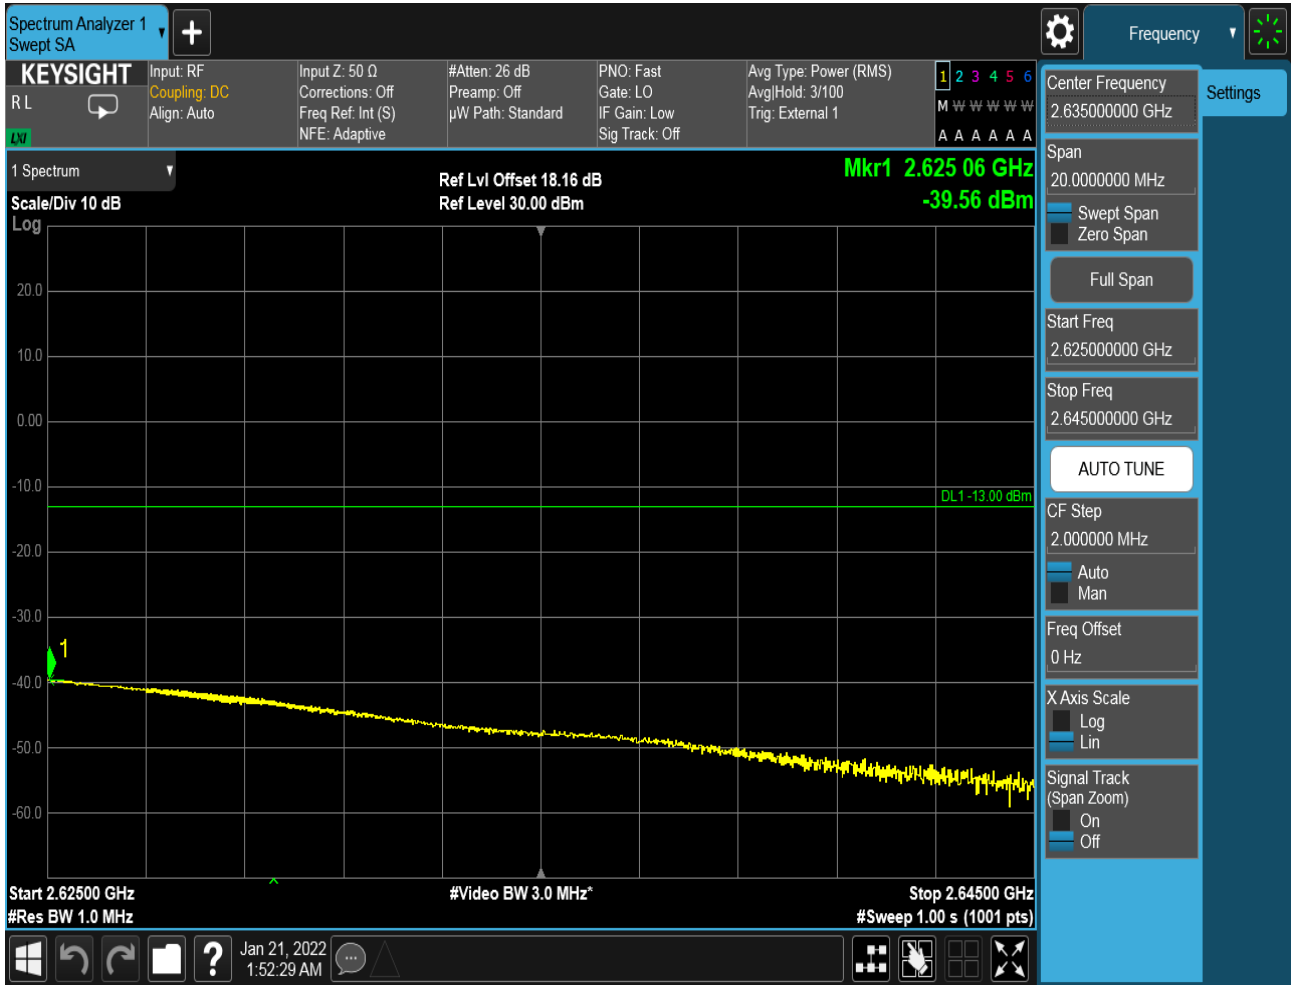 Spectrum Analyzer 1
Swept SA
Frequency
KEYSIGHT
R L
LXI
Input: RF
Coupling: DC
Align: Auto
Input Z: 50 Ω
Corrections: Off
Freq Ref: Int (S)
NFE: Adaptive
#Atten: 26 dB
Preamp: Off
µW Path: Standard
PNO: Fast
Gate: LO
IF Gain: Low
Sig Track: Off
Avg Type: Power (RMS)
Avg|Hold: 3/100
Trig: External 1
1 2 3 4 5 6
M W W W W W
A A A A A A
1 Spectrum
Scale/Div 10 dB
Log
Ref Lvl Offset 18.16 dB
Ref Level 30.00 dBm
Mkr1 2.625 06 GHz
-39.56 dBm
20.0
10.0
0.00
-10.0
-20.0
-30.0
-40.0
-50.0
-60.0
DL1 -13.00 dBm
1
Start 2.62500 GHz
#Res BW 1.0 MHz
#Video BW 3.0 MHz*
Stop 2.64500 GHz
#Sweep 1.00 s (1001 pts)
Center Frequency
2.635000000 GHz
Settings
Span
20.0000000 MHz
Swept Span
Zero Span
Full Span
Start Freq
2.625000000 GHz
Stop Freq
2.645000000 GHz
AUTO TUNE
CF Step
2.000000 MHz
Auto
Man
Freq Offset
0 Hz
X Axis Scale
Log
Lin
Signal Track
(Span Zoom)
On
Off
?
Jan 21, 2022
1:52:29 AM